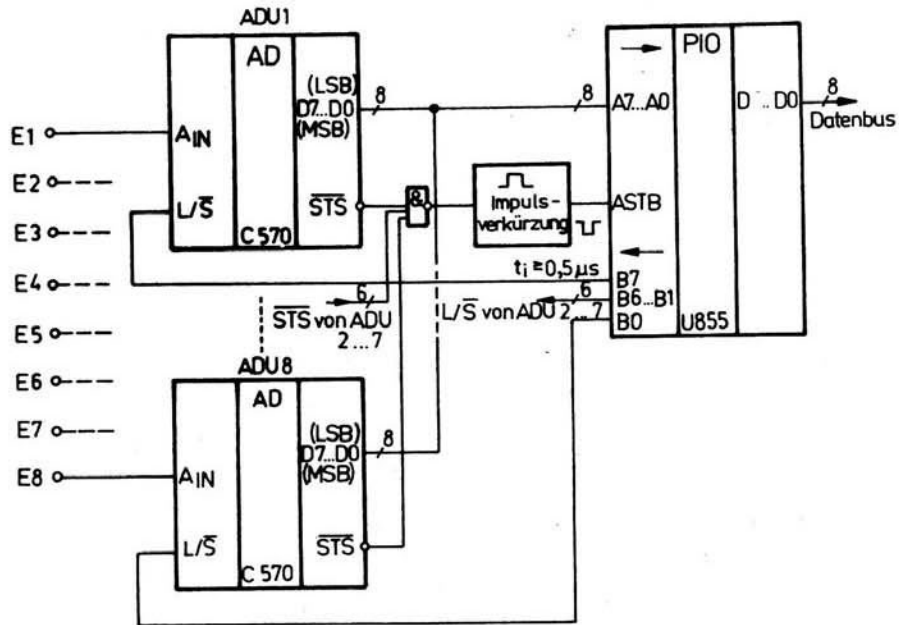 ADU1
AD
(LSB)
D7...D0
(MSB)
8
AIN
STS
L/S
C 570
E1
E2
E3
E4
E5
E6
E7
E8
&
Impuls-
verkürzung
8
PIO
A7...A0
D ... D0
8
Datenbus
ASTB
ti ≥ 0,5 µs
B7
B6...B1
B0
U855
6
STS von ADU
2...7
6
L/S von ADU 2...7
ADU8
AD
(LSB)
D7...D0
(MSB)
8
AIN
STS
L/S
C 570